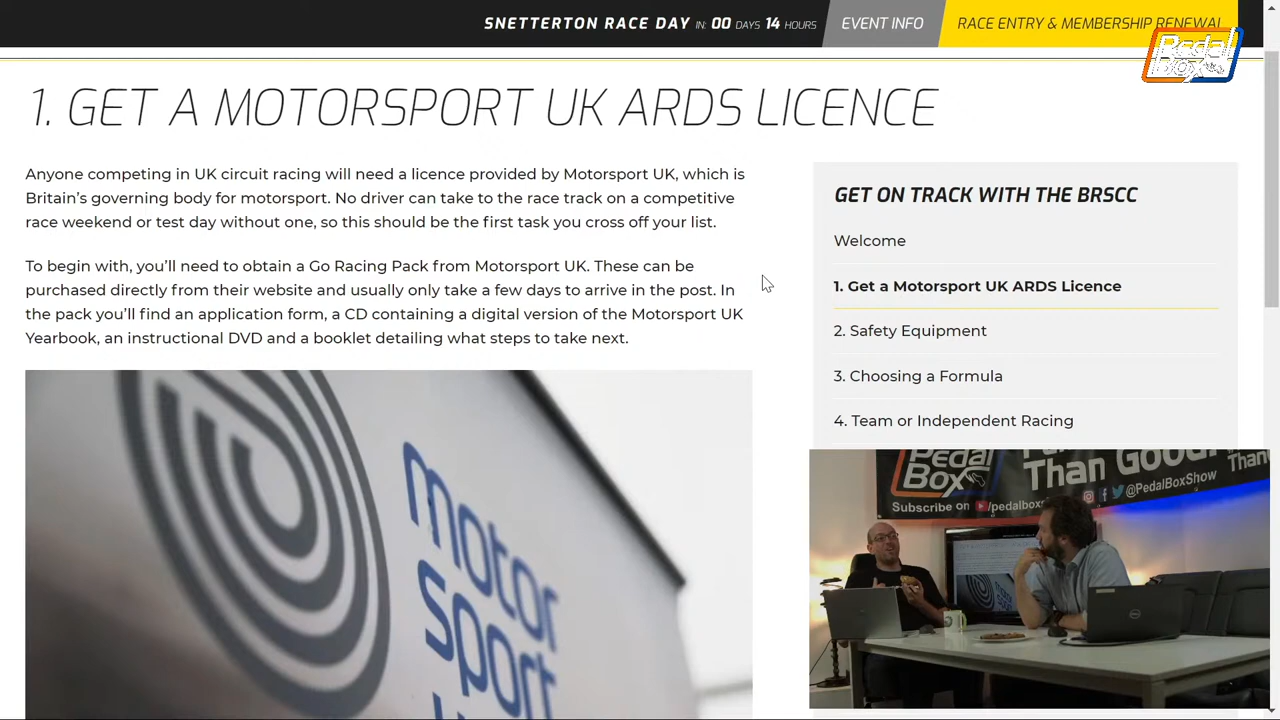 SNETTERTON RACE DAY IN: 00 DAYS 14 HOURS
EVENT INFO
RACE ENTRY & MEMBERSHIP RENEWAL
Pedal
Box
1. GET A MOTORSPORT UK ARDS LICENCE
Anyone competing in UK circuit racing will need a licence provided by Motorsport UK, which is
Britain’s governing body for motorsport. No driver can take to the race track on a competitive
race weekend or test day without one, so this should be the first task you cross off your list.
To begin with, you’ll need to obtain a Go Racing Pack from Motorsport UK. These can be
purchased directly from their website and usually only take a few days to arrive in the post. In
the pack you’ll find an application form, a CD containing a digital version of the Motorsport UK
Yearbook, an instructional DVD and a booklet detailing what steps to take next.
motor
sport
GET ON TRACK WITH THE BRSCC
Welcome
1. Get a Motorsport UK ARDS Licence
2. Safety Equipment
3. Choosing a Formula
4. Team or Independent Racing
PEDAL
BOX
Than Good
Subscribe on /pedalboxs
@PedalBoxShow
DELL